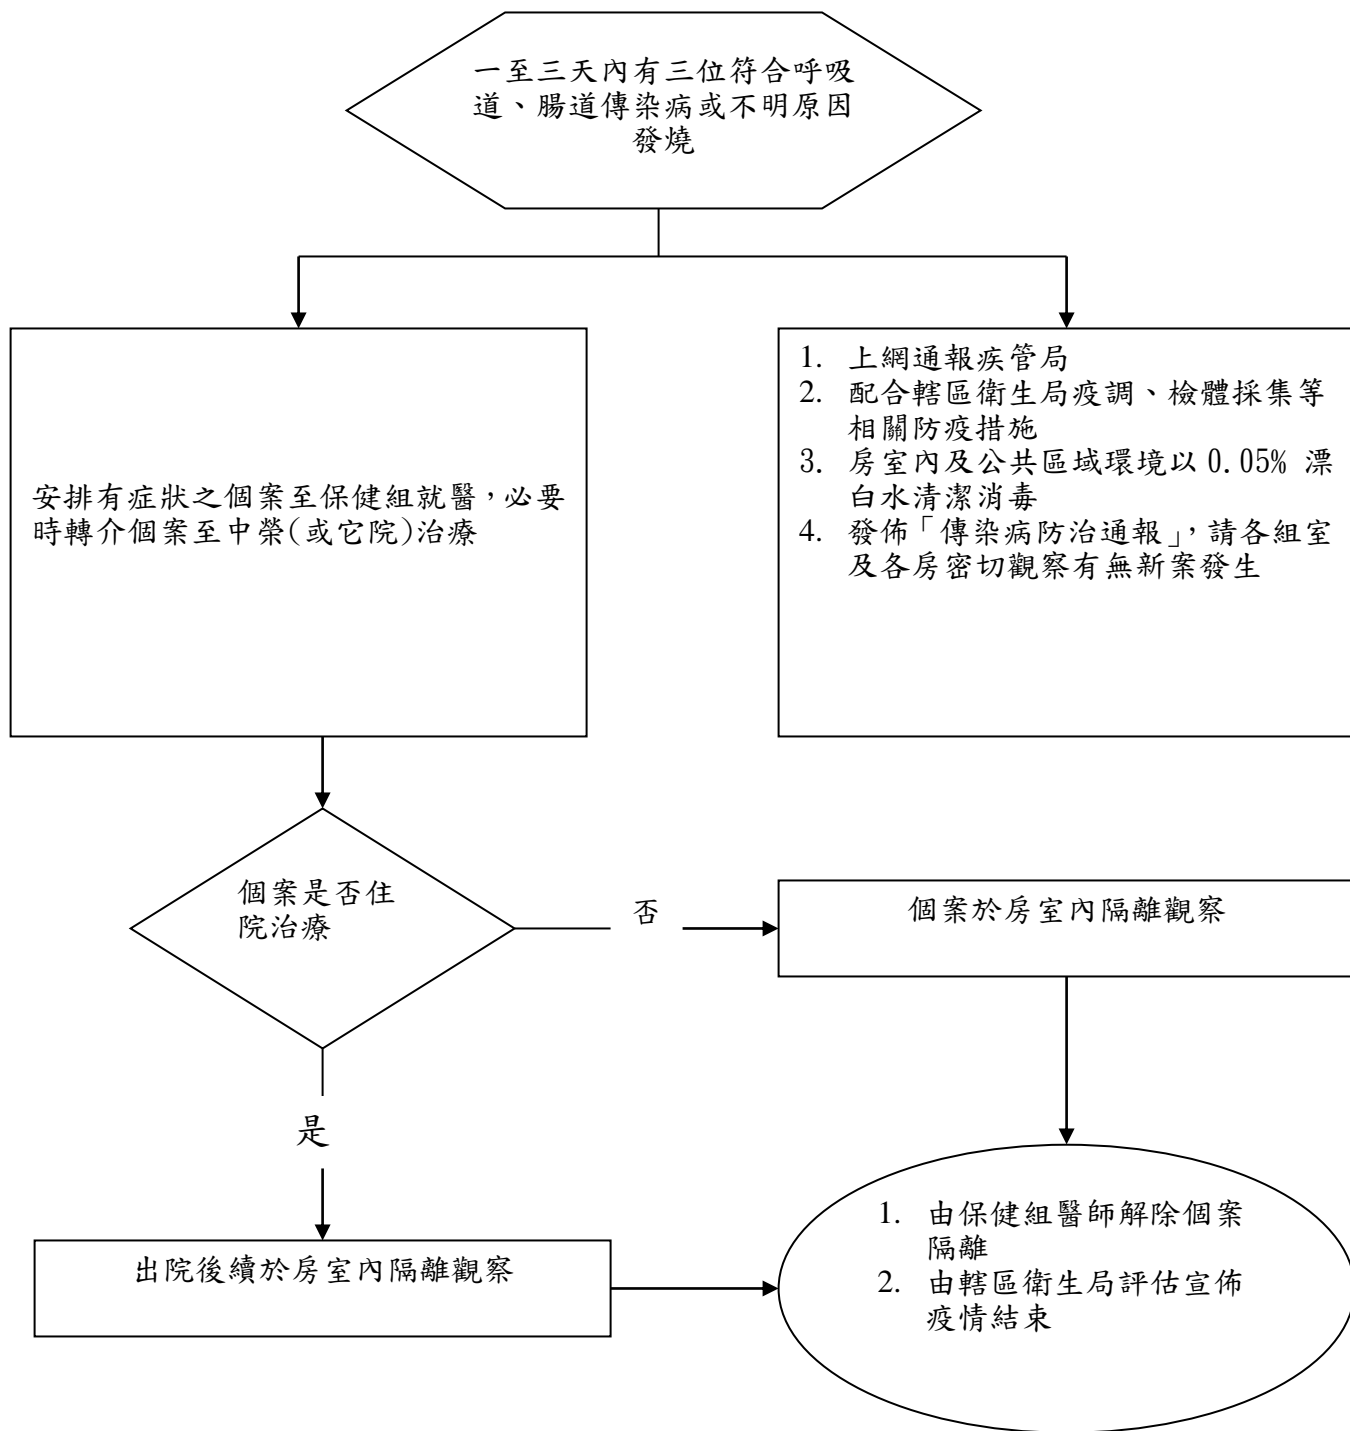 一至三天內有三位符合呼吸
道、腸道傳染病或不明原因
發燒
1. 上網通報疾管局
2. 配合轄區衛生局疫調、檢體採集等
相關防疫措施
3. 房室內及公共區域環境以 0.05% 漂
白水清潔消毒
4. 發佈「傳染病防治通報」，請各組室
及各房密切觀察有無新案發生
安排有症狀之個案至保健組就醫，必要
時轉介個案至中榮(或它院)治療
個案是否住
院治療
否
個案於房室內隔離觀察
是
出院後續於房室內隔離觀察
1. 由保健組醫師解除個案
隔離
2. 由轄區衛生局評估宣佈
疫情結束